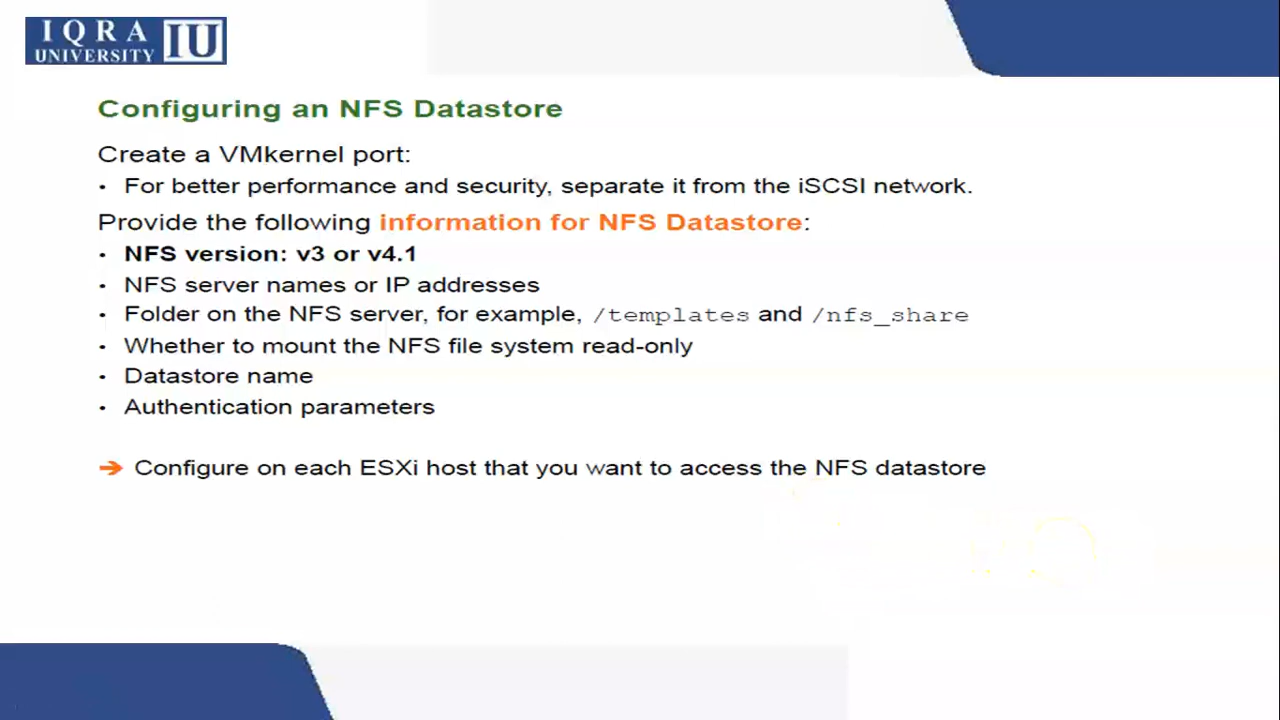 IQRA
UNIVERSITY
IU
Configuring an NFS Datastore
Create a VMkernel port:
• For better performance and security, separate it from the iSCSI network.
Provide the following information for NFS Datastore:
• NFS version: v3 or v4.1
• NFS server names or IP addresses
• Folder on the NFS server, for example, /templates and /nfs_share
• Whether to mount the NFS file system read-only
• Datastore name
• Authentication parameters
➔ Configure on each ESXi host that you want to access the NFS datastore